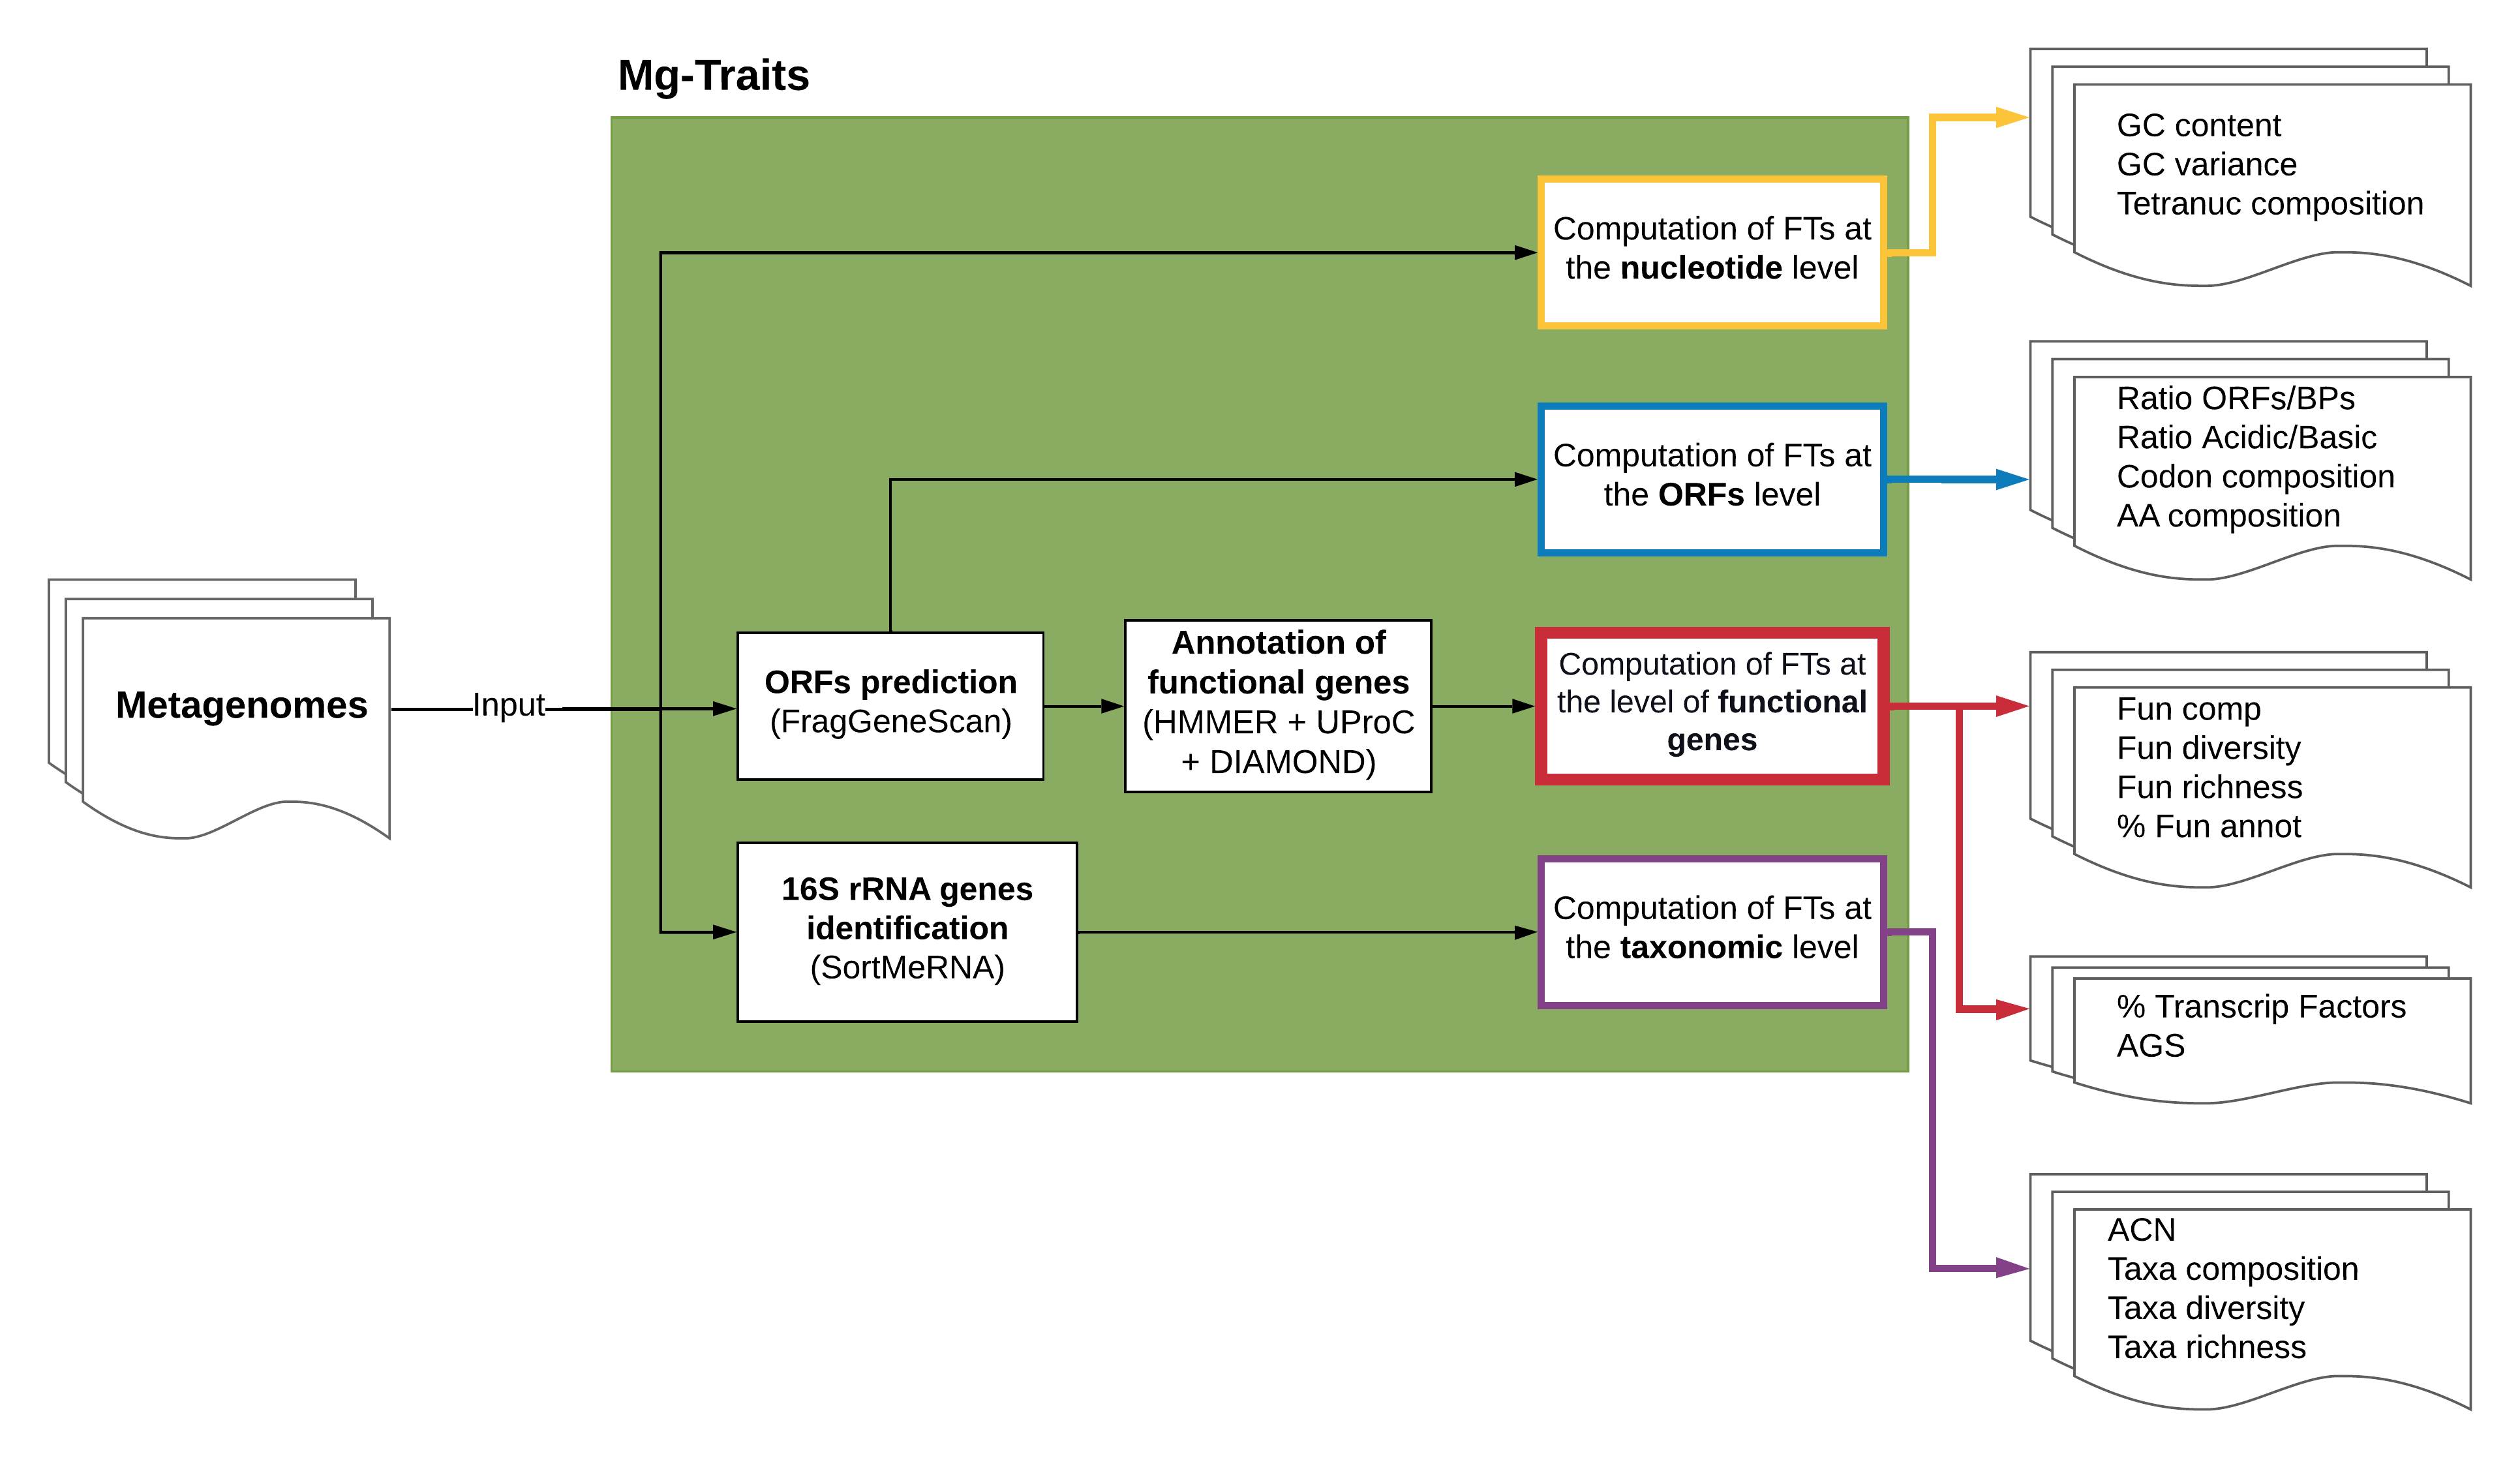 Mg-Traits
Metagenomes
Input
ORFs prediction
(FragGeneScan)
Annotation of
functional genes
(HMMER + UProC
+ DIAMOND)
16S rRNA genes
identification
(SortMeRNA)
Computation of FTs at
the nucleotide level
Computation of FTs at
the ORFs level
Computation of FTs at
the level of functional
genes
Computation of FTs at
the taxonomic level
GC content
GC variance
Tetranuc composition
Ratio ORFs/BPs
Ratio Acidic/Basic
Codon composition
AA composition
Fun comp
Fun diversity
Fun richness
% Fun annot
% Transcrip Factors
AGS
ACN
Taxa composition
Taxa diversity
Taxa richness